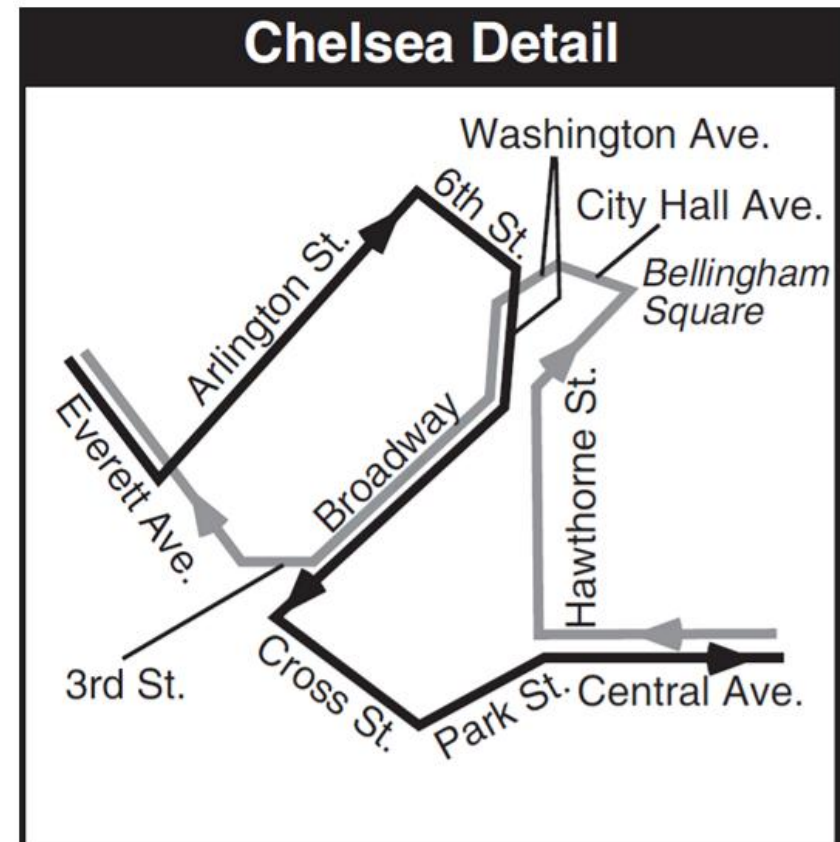 Chelsea Detail
Washington Ave.
6th St.
City Hall Ave.
Bellingham
Square
Arlington St.
Everett Ave.
Broadway
Hawthorne St.
3rd St.
Cross St.
Park St.
Central Ave.